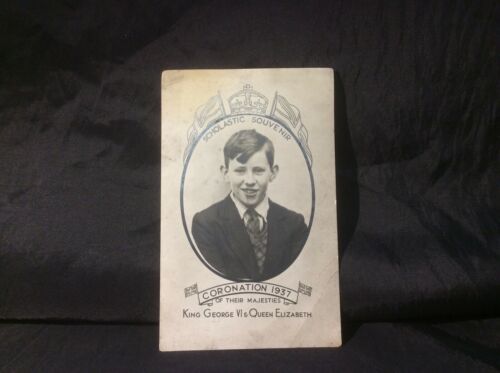 SCHOLASTIC SOUVENIR
CORONATION 1937
OF THEIR MAJESTIES
KING GEORGE VI & QUEEN ELIZABETH